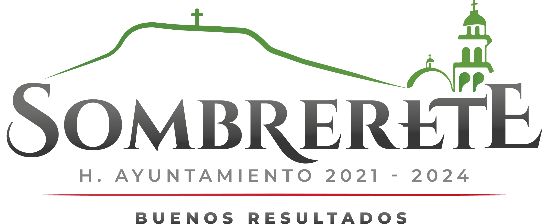 SOMBRERETE
H. AYUNTAMIENTO 2021 - 2024
BUENOS RESULTADOS